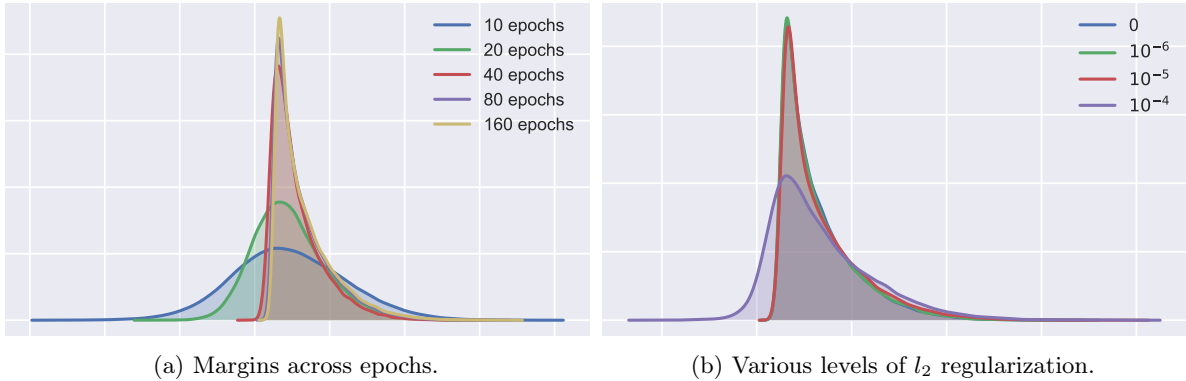 10 epochs
20 epochs
40 epochs
80 epochs
160 epochs
(a) Margins across epochs.
0
10⁻⁶
10⁻⁵
10⁻⁴
(b) Various levels of l₂ regularization.